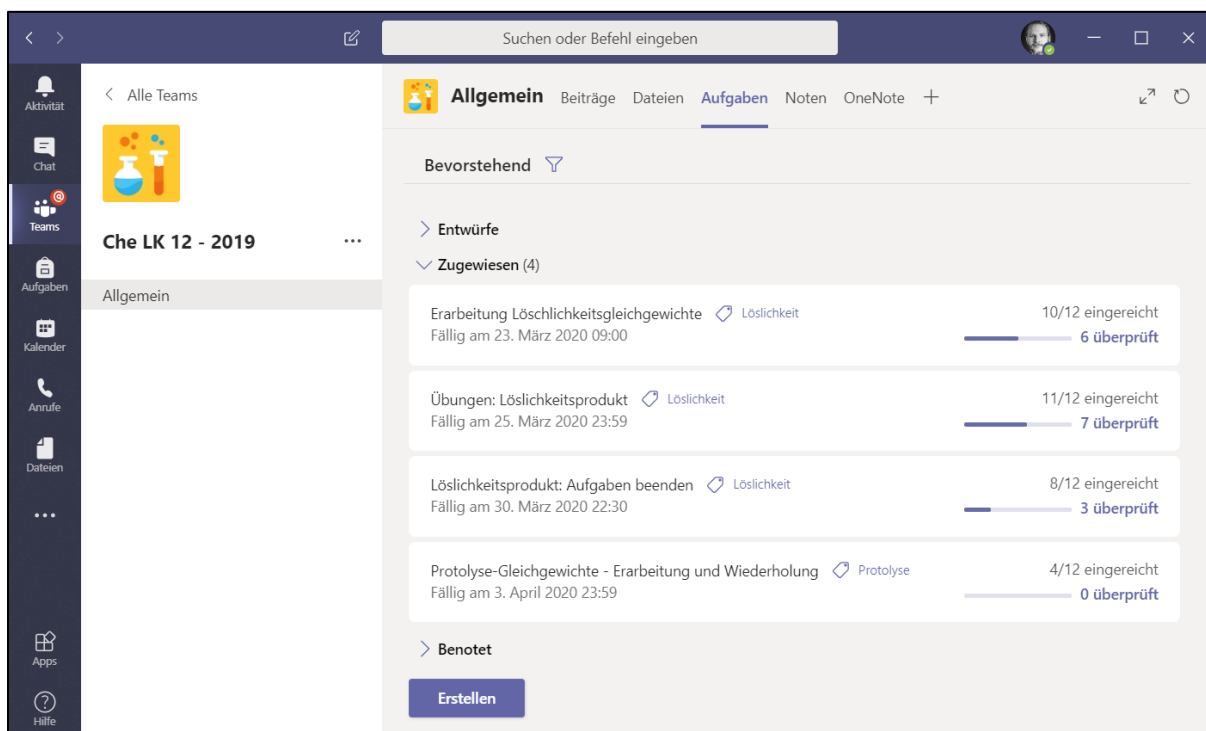 Suchen oder Befehl eingeben
Aktivität
Chat
@
Teams
Aufgaben
Kalender
Anrufe
Dateien
Apps
Hilfe
Alle Teams
Che LK 12 - 2019
Allgemein
Allgemein Beiträge Dateien Aufgaben Noten OneNote
Bevorstehend
Entwürfe
Zugewiesen (4)
Erarbeitung Löschlichkeitsgleichgewichte Löslichkeit 10/12 eingereicht
Fällig am 23. März 2020 09:00 6 überprüft
Übungen: Löslichkeitsprodukt Löslichkeit 11/12 eingereicht
Fällig am 25. März 2020 23:59 7 überprüft
Löslichkeitsprodukt: Aufgaben beenden Löslichkeit 8/12 eingereicht
Fällig am 30. März 2020 22:30 3 überprüft
Protolyse-Gleichgewichte - Erarbeitung und Wiederholung Protolyse 4/12 eingereicht
Fällig am 3. April 2020 23:59 0 überprüft
Benotet
Erstellen